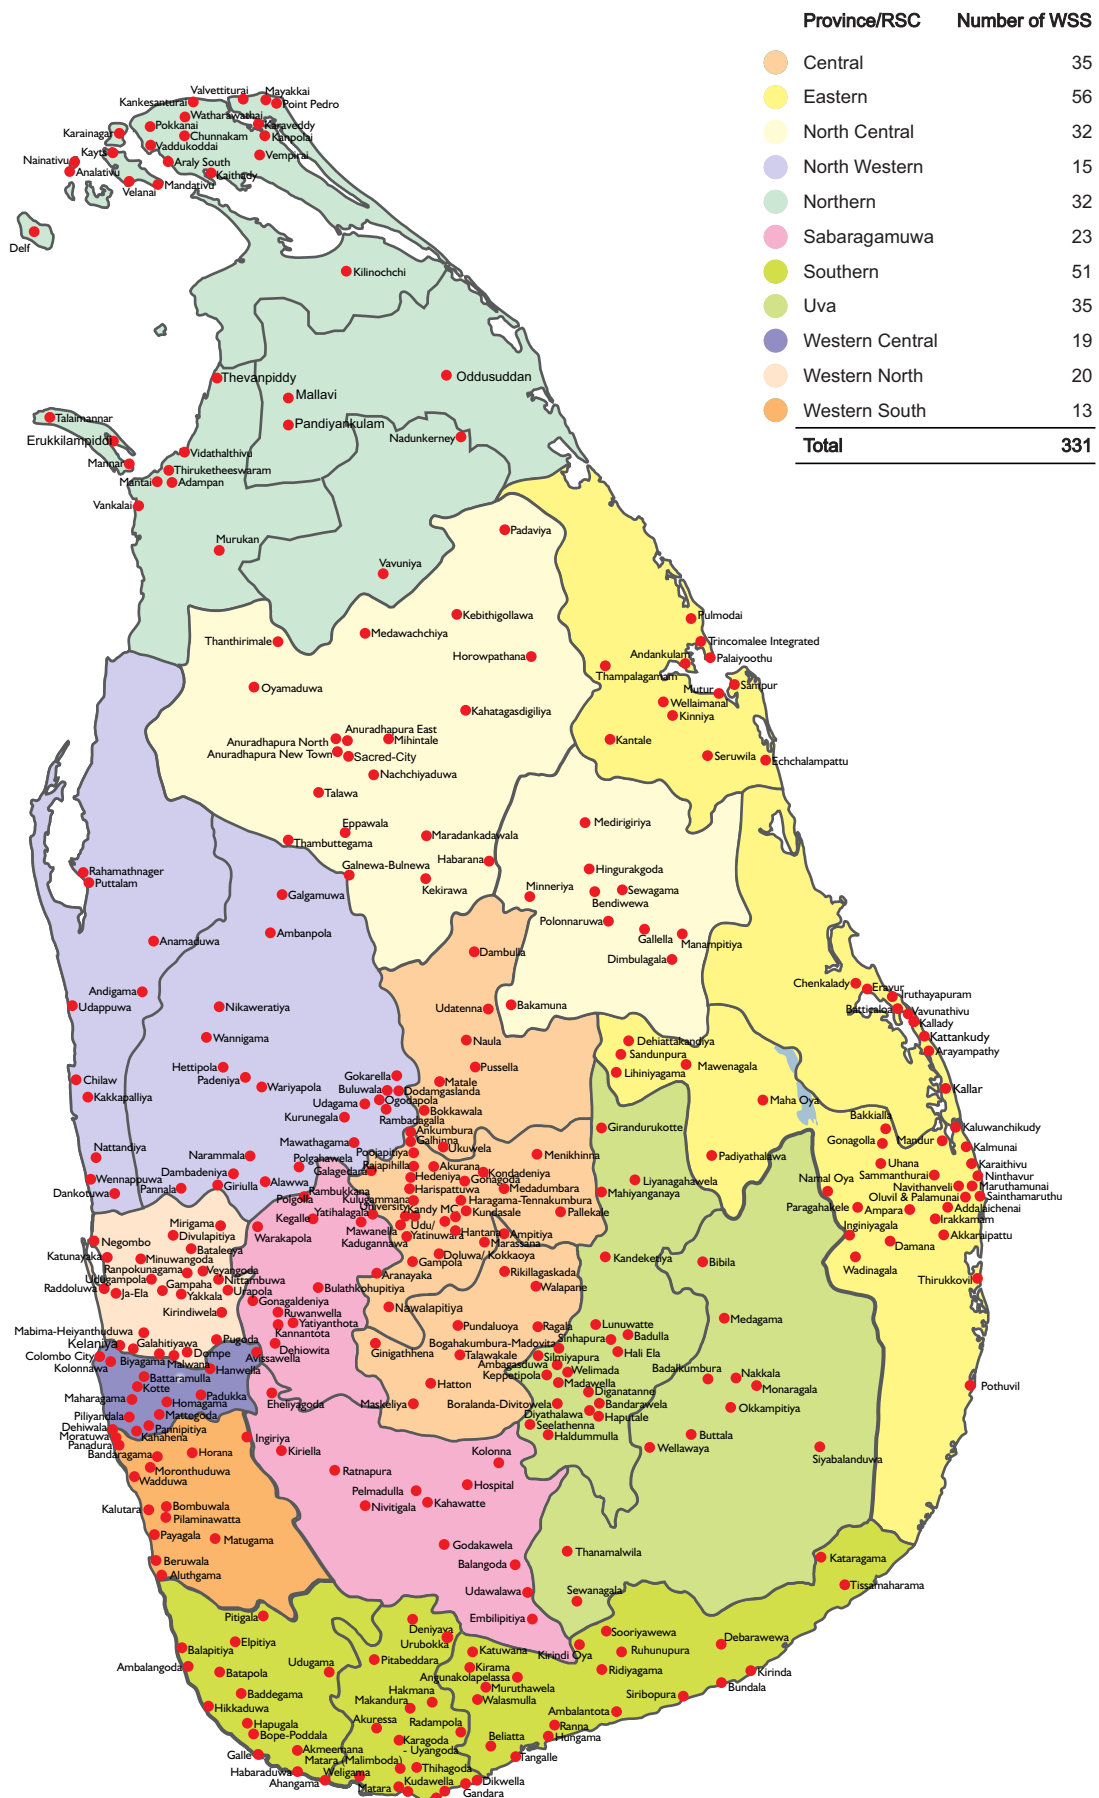 Province/RSC Number of WSS
Central 35
Eastern 56
North Central 32
North Western 15
Northern 32
Sabaragamuwa 23
Southern 51
Uva 35
Western Central 19
Western North 20
Western South 13
Total 331
Valvettiturai
Mayakkai
Kankesanturai
Point Pedro
Watharawathai
Pokkanai
Karaveddy
Karainagar
Chunnakam
Kanpolai
Vaddukoddai
Kayts
Vempirai
Nainativu
Araly South
Analativu
Kaithady
Mandativu
Velanai
Delf
Kilinochchi
Thevanpiddy
Oddusuddan
Mallavi
Talaimannar
Pandiyankulam
Erukkilampiddi
Nadunkerney
Vidathalthivu
Mannar
Thiruketheeswaram
Mantai
Adampan
Vankalai
Padaviya
Murukan
Vavuniya
Kebithigollawa
Pulmodai
Medawachchiya
Thanthirimale
Trincomalee Integrated
Horowpathana
Andankulam
Palaiyoothu
Thampalagamam
Oyamaduwa
Sampur
Mutur
Wellaimanal
Kahatagasdigiliya
Kinniya
Anuradhapura East
Anuradhapura North
Mihintale
Kantale
Anuradhapura New Town
Sacred-City
Seruwila
Echchalampattu
Nachchiyaduwa
Talawa
Eppawala
Medirigiriya
Maradankadawala
Thambuttegama
Habarana
Galnewa-Bulnewa
Hingurakgoda
Rahamathnager
Puttalam
Kekirawa
Minneriya
Sewagama
Galgamuwa
Bendiwewa
Polonnaruwa
Ambanpola
Gallella
Manampitiya
Anamaduwa
Dambulla
Dimbulagala
Chenkalady
Eravur
Andigama
Iruthayapuram
Udappuwa
Nikaweratiya
Udatenna
Bakamuna
Batticaloa
Vavunathivu
Kallady
Wannigama
Naula
Dehiattakandiya
Kattankudy
Sandunpura
Arayampathy
Hettipola
Pussella
Mawenagala
Padeniya
Gokarella
Lihiniyagama
Chilaw
Wariyapola
Matale
Buluwala
Dodamgaslanda
Kallar
Kakkapalliya
Ogodapola
Udagama
Maha Oya
Bokkawala
Kurunegala
Rambadagalla
Bakkialla
Ankumbura
Girandurukotte
Kaluwanchikudy
Galhinna
Gonagolla
Mandur
Mawathagama
Ukuwela
Kalmunai
Nattandiya
Poojapitiya
Menikhinna
Padiyathalawa
Narammala
Polgahawela
Rajapihilla
Akurana
Uhana
Karaithivu
Galagedara
Kondadeniya
Dambadeniya
Hedeniya
Gonagoda
Sammanthurai
Ninthavur
Wennappuwa
Alawwa
Liyanagahawela
Navithanveli
Maruthamunai
Pannala
Giriulla
Harispattuwa
Medadumbara
Namal Oya
Dankotuwa
Rambukkana
Mahiyanganaya
Oluvil & Palamunai
Sainthamaruthu
Polgolla
Kulugammana
Haragama-Tennakumbura
Paragahakele
Ampara
Addalaichenai
University
Kandy MC
Kundasale
Pallekale
Yatihalagala
Irakkamam
Mirigama
Kegalle
Udu/
Inginiyagala
Warakapola
Mawanella
Yatinuwara
Hantana
Ampitiya
Akkaraipattu
Divulapitiya
Kadugannawa
Marassana
Damana
Negombo
Bataleeya
Doluwa/ Kokkaoya
Katunayake
Minuwangoda
Gampola
Kandeketiya
Bibila
Wadinagala
Ranpokunagama
Veyangoda
Aranayaka
Rikillagaskada
Udugampola
Nittambuwa
Thirukkovil
Raddoluwa
Gampaha
Urapola
Bulathkohupitiya
Walapane
Ja-Ela
Yakkala
Gonagaldeniya
Nawalapitiya
Kirindiwela
Ruwanwella
Medagama
Yatiyanthota
Pundaluoya
Ragala
Lunuwatte
Mabima-Heiyanthuduwa
Kannantota
Badulla
Sinhapura
Kelaniya
Galahitiyawa
Pugoda
Dehiowita
Bogahakumbura-Madovita
Ginigathhena
Hali Ela
Colombo City
Dompe
Avissawella
Talawakale
Silmiyapura
Kolonnawa
Biyagama
Malwana
Hanwella
Ambagasduwa
Badalkumbura
Welimada
Nakkala
Battaramulla
Keppetipola
Madawella
Hatton
Monaragala
Pothuvil
Kotte
Padukka
Eheliyagoda
Diganatanne
Maharagama
Homagama
Maskeliya
Boralanda-Divitowela
Bandarawela
Okkampitiya
Piliyandala
Mattegoda
Diyathalawa
Haputale
Dehiwala
Pannipitiya
Seelathenna
Moratuwa
Kahahena
Ingiriya
Haldummulla
Buttala
Panadura
Horana
Kiriella
Kolonna
Wellawaya
Bandaragama
Siyabalanduwa
Moronthuduwa
Ratnapura
Wadduwa
Hospital
Pelmadulla
Bombuwala
Nivitigala
Kahawatte
Kalutara
Pilaminawatta
Payagala
Matugama
Godakawela
Thanamalwila
Beruwala
Balangoda
Kataragama
Aluthgama
Udawalawa
Sewanagala
Tissamaharama
Pitigala
Embilipitiya
Deniyaya
Sooriyawewa
Elpitiya
Urubokka
Debarawewa
Balapitiya
Katuwana
Kirindi Oya
Ruhunupura
Ambalangoda
Batapola
Udugama
Pitabeddara
Kirama
Ridiyagama
Kirinda
Angunakolapelassa
Baddegama
Hakmana
Muruthawela
Bundala
Makandura
Walasmulla
Siribopura
Hikkaduwa
Ambalantota
Hapugala
Akuressa
Radampola
Ranna
Bope-Poddala
Karagoda
- Uyangoda
Beliatta
Hungama
Akmeemana
Galle
Matara (Malimboda)
Tangalle
Habaraduwa
Weligama
Thihagoda
Ahangama
Kudawella
Dikwella
Matara
Gandara